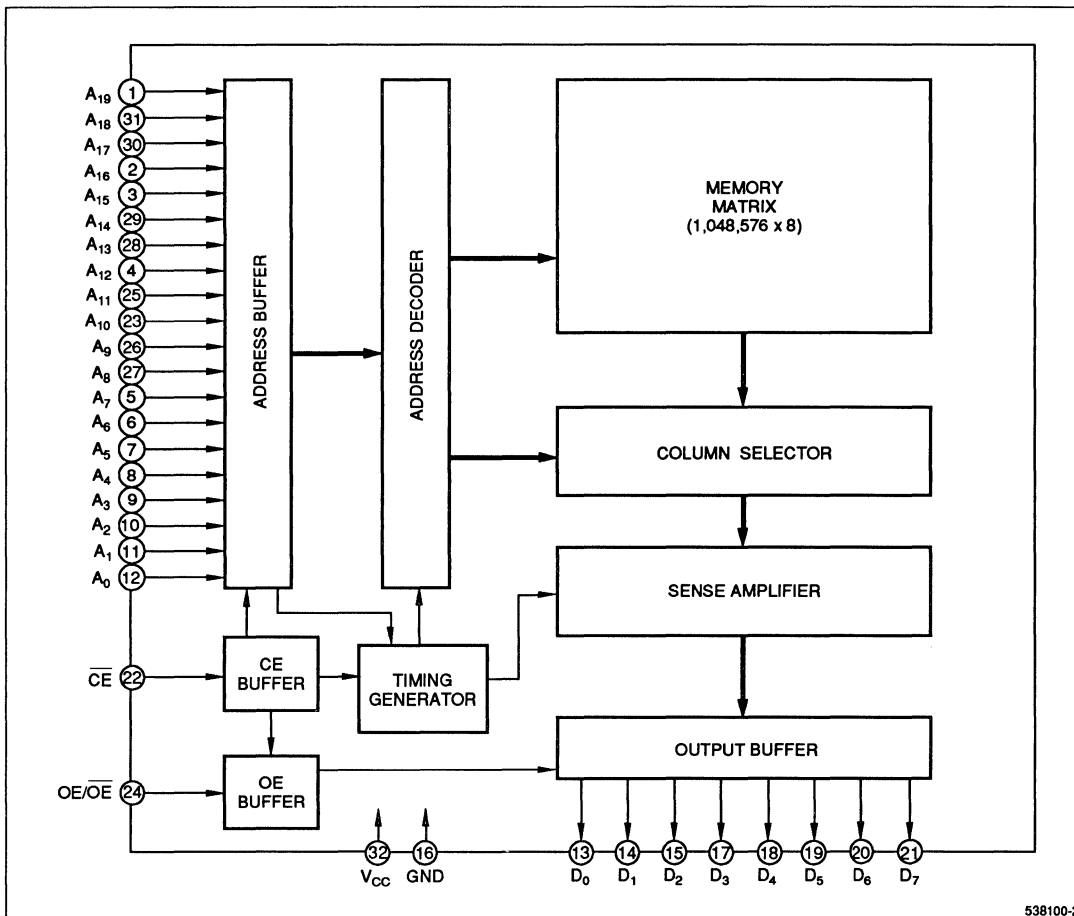 A19 1
A18 31
A17 30
A16 2
A15 3
A14 29
A13 28
A12 4
A11 25
A10 23
A9 26
A8 27
A7 5
A6 6
A5 7
A4 8
A3 9
A2 10
A1 11
A0 12
CE 22
OE/OE 24
ADDRESS BUFFER
ADDRESS DECODER
MEMORY
MATRIX
(1,048,576 x 8)
COLUMN SELECTOR
SENSE AMPLIFIER
CE
BUFFER
TIMING
GENERATOR
OE
BUFFER
OUTPUT BUFFER
32 16 13 14 15 17 18 19 20 21
VCC GND D0 D1 D2 D3 D4 D5 D6 D7